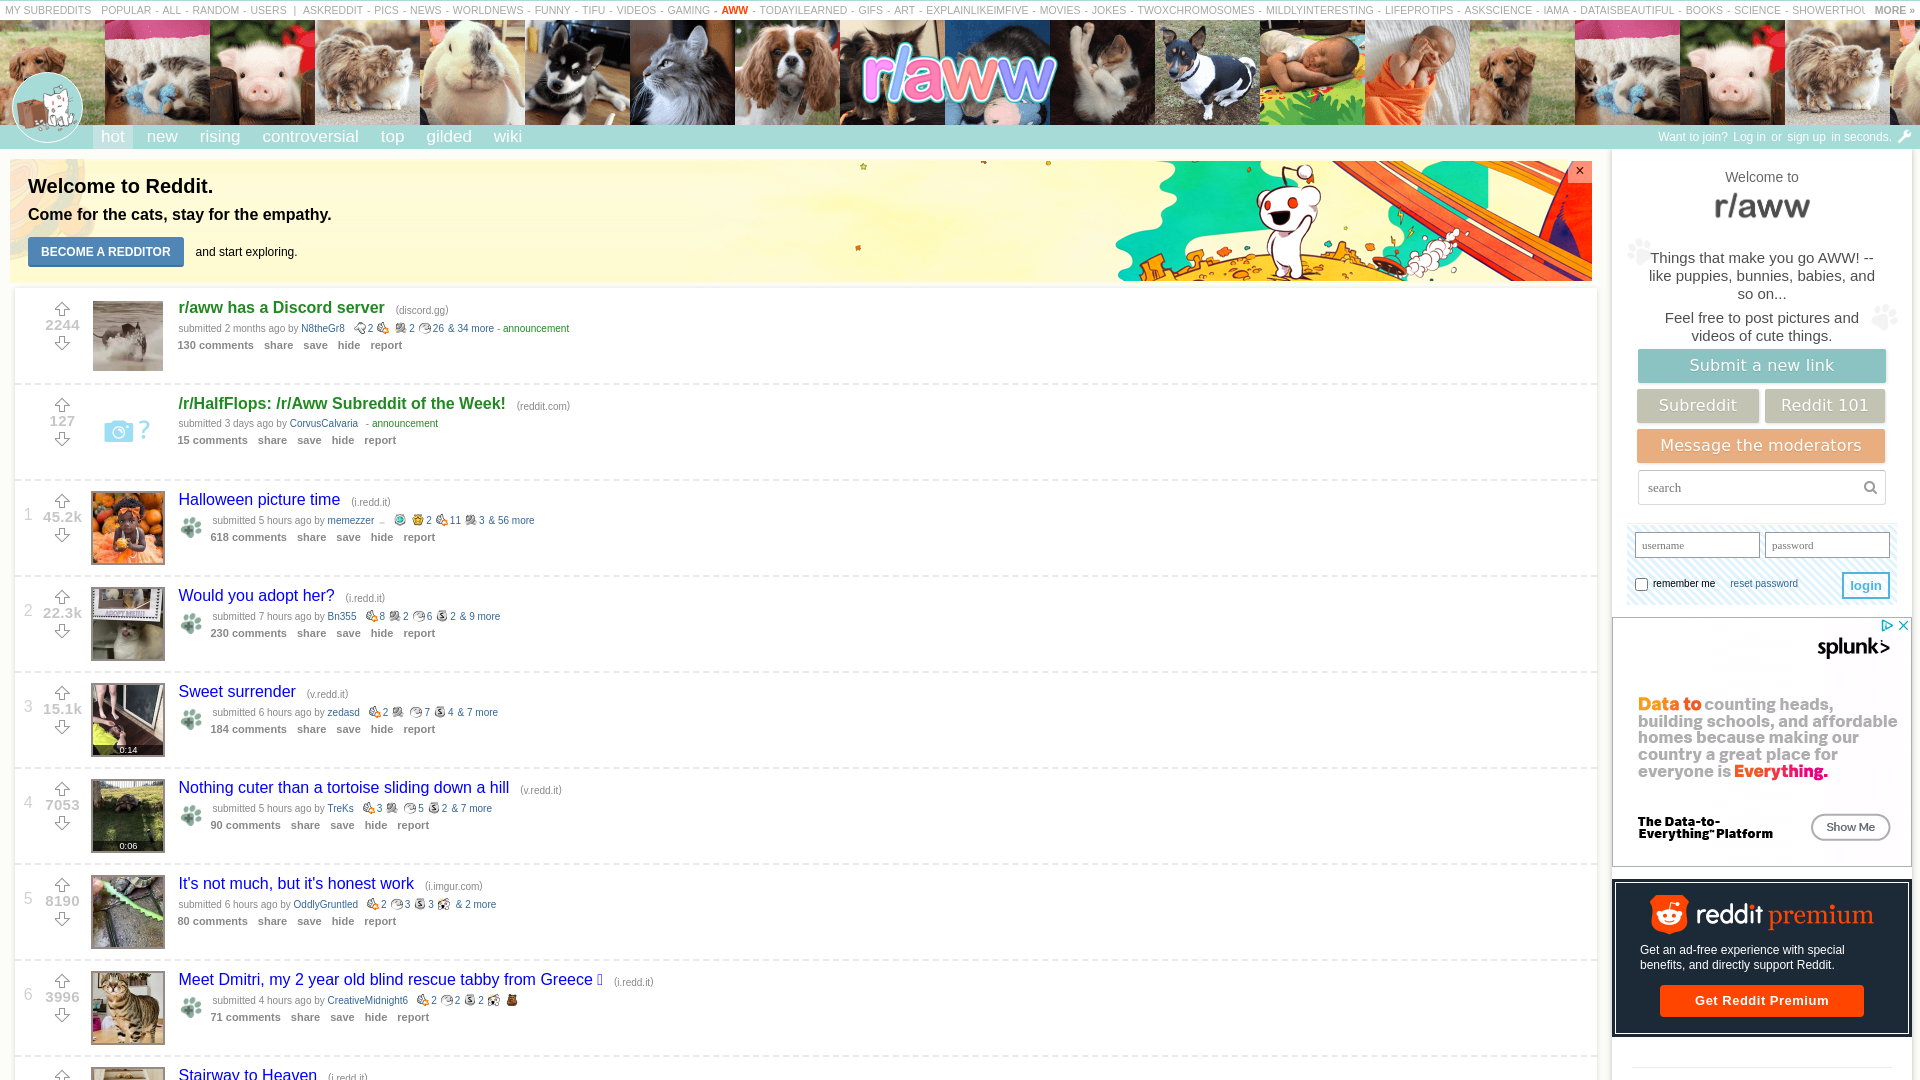 MY SUBREDDITS POPULAR - ALL - RANDOM - USERS | ASKREDDIT - PICS - NEWS - WORLDNEWS - FUNNY - TIFU - VIDEOS - GAMING - AWW - TODAYILEARNED - GIFS - ART - EXPLAINLIKEIMFIVE - MOVIES - JOKES - TWOXCHROMOSOMES - MILDLYINTERESTING - LIFEPROTIPS - ASKSCIENCE - IAMA - DATAISBEAUTIFUL - BOOKS - SCIENCE - SHOWERTHOU MORE »
r/aww
hot new rising controversial top gilded wiki
Want to join? Log in or sign up in seconds.
Welcome to Reddit.
Come for the cats, stay for the empathy.
BECOME A REDDITOR and start exploring.
2244
r/aww has a Discord server (discord.gg)
submitted 2 months ago by N8theGr8 2 2 26 & 34 more - announcement
130 comments share save hide report
127
/r/HalfFlops: /r/Aww Subreddit of the Week! (reddit.com)
submitted 3 days ago by CorvusCalvaria - announcement
15 comments share save hide report
1
45.2k
Halloween picture time (i.redd.it)
submitted 5 hours ago by memezzer ... 2 11 3 & 56 more
618 comments share save hide report
2
22.3k
Would you adopt her? (i.redd.it)
submitted 7 hours ago by Bn355 8 2 6 2 & 9 more
230 comments share save hide report
3
15.1k
0:14
Sweet surrender (v.redd.it)
submitted 6 hours ago by zedasd 2 7 4 & 7 more
184 comments share save hide report
4
7053
0:06
Nothing cuter than a tortoise sliding down a hill (v.redd.it)
submitted 5 hours ago by TreKs 3 5 2 & 7 more
90 comments share save hide report
5
8190
It's not much, but it's honest work (i.imgur.com)
submitted 6 hours ago by OddlyGruntled 2 3 3 & 2 more
80 comments share save hide report
6
3996
Meet Dmitri, my 2 year old blind rescue tabby from Greece (i.redd.it)
submitted 4 hours ago by CreativeMidnight6 2 2 2
71 comments share save hide report
Stairway to Heaven (i.redd.it)
Welcome to
r/aww
Things that make you go AWW! --
like puppies, bunnies, babies, and
so on...
Feel free to post pictures and
videos of cute things.
Submit a new link
Subreddit Reddit 101
Message the moderators
search
username password
remember me reset password login
splunk>
Data to counting heads,
building schools, and affordable
homes because making our
country a great place for
everyone is Everything.
The Data-to-
Everything™ Platform
Show Me
reddit premium
Get an ad-free experience with special
benefits, and directly support Reddit.
Get Reddit Premium